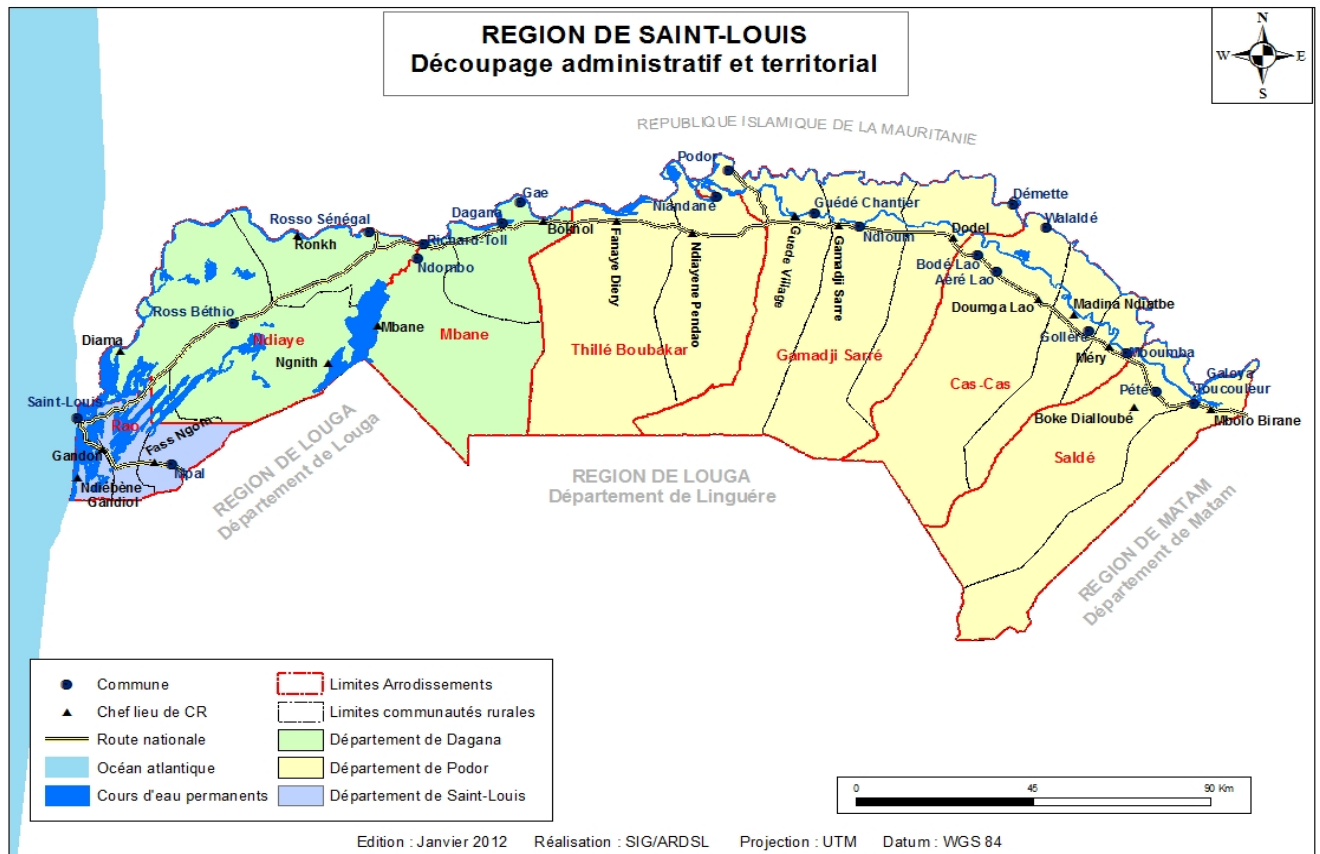 REGION DE SAINT-LOUIS
Découpage administratif et territorial
N
W
E
S
RÉPUBLIQUE ISLAMIQUE DE LA MAURITANIE
Podor
Gae
Niandane
Guédé Chantier
Démette
Walaldé
Rosso Sénégal
Dagana
Ronkh
Richard-Toll
Bokhol
Fanaye Diery
Ndiayene Pendao
Guede Village
Gamadji Sarre
Ndioum
Dodel
Ndombo
Bodé Lao
Aéré Lao
Doumga Lao
Madina Ndiatbe
Ross Béthio
Ndiaye
Mbane
Mbane
Thillé Boubakar
Gamadji Sarré
Golléré
Méry
Mboumba
Diama
Ngnith
Cas-Cas
Galoya
Toucouleur
Pété
Saint-Louis
Rao
Fass Ngom
Boke Dialloubé
Mbolo Birane
Gandon
Mpal
Saldé
Ndiébène
Gandiol
REGION DE LOUGA
Département de Louga
REGION DE LOUGA
Département de Linguére
REGION DE MATAM
Département de Matam
Commune
Chef lieu de CR
Route nationale
Océan atlantique
Cours d'eau permanents
Limites Arrodissements
Limites communautés rurales
Département de Dagana
Département de Podor
Département de Saint-Louis
0 45 90 Km
Edition : Janvier 2012 Réalisation : SIG/ARDSL Projection : UTM Datum : WGS 84